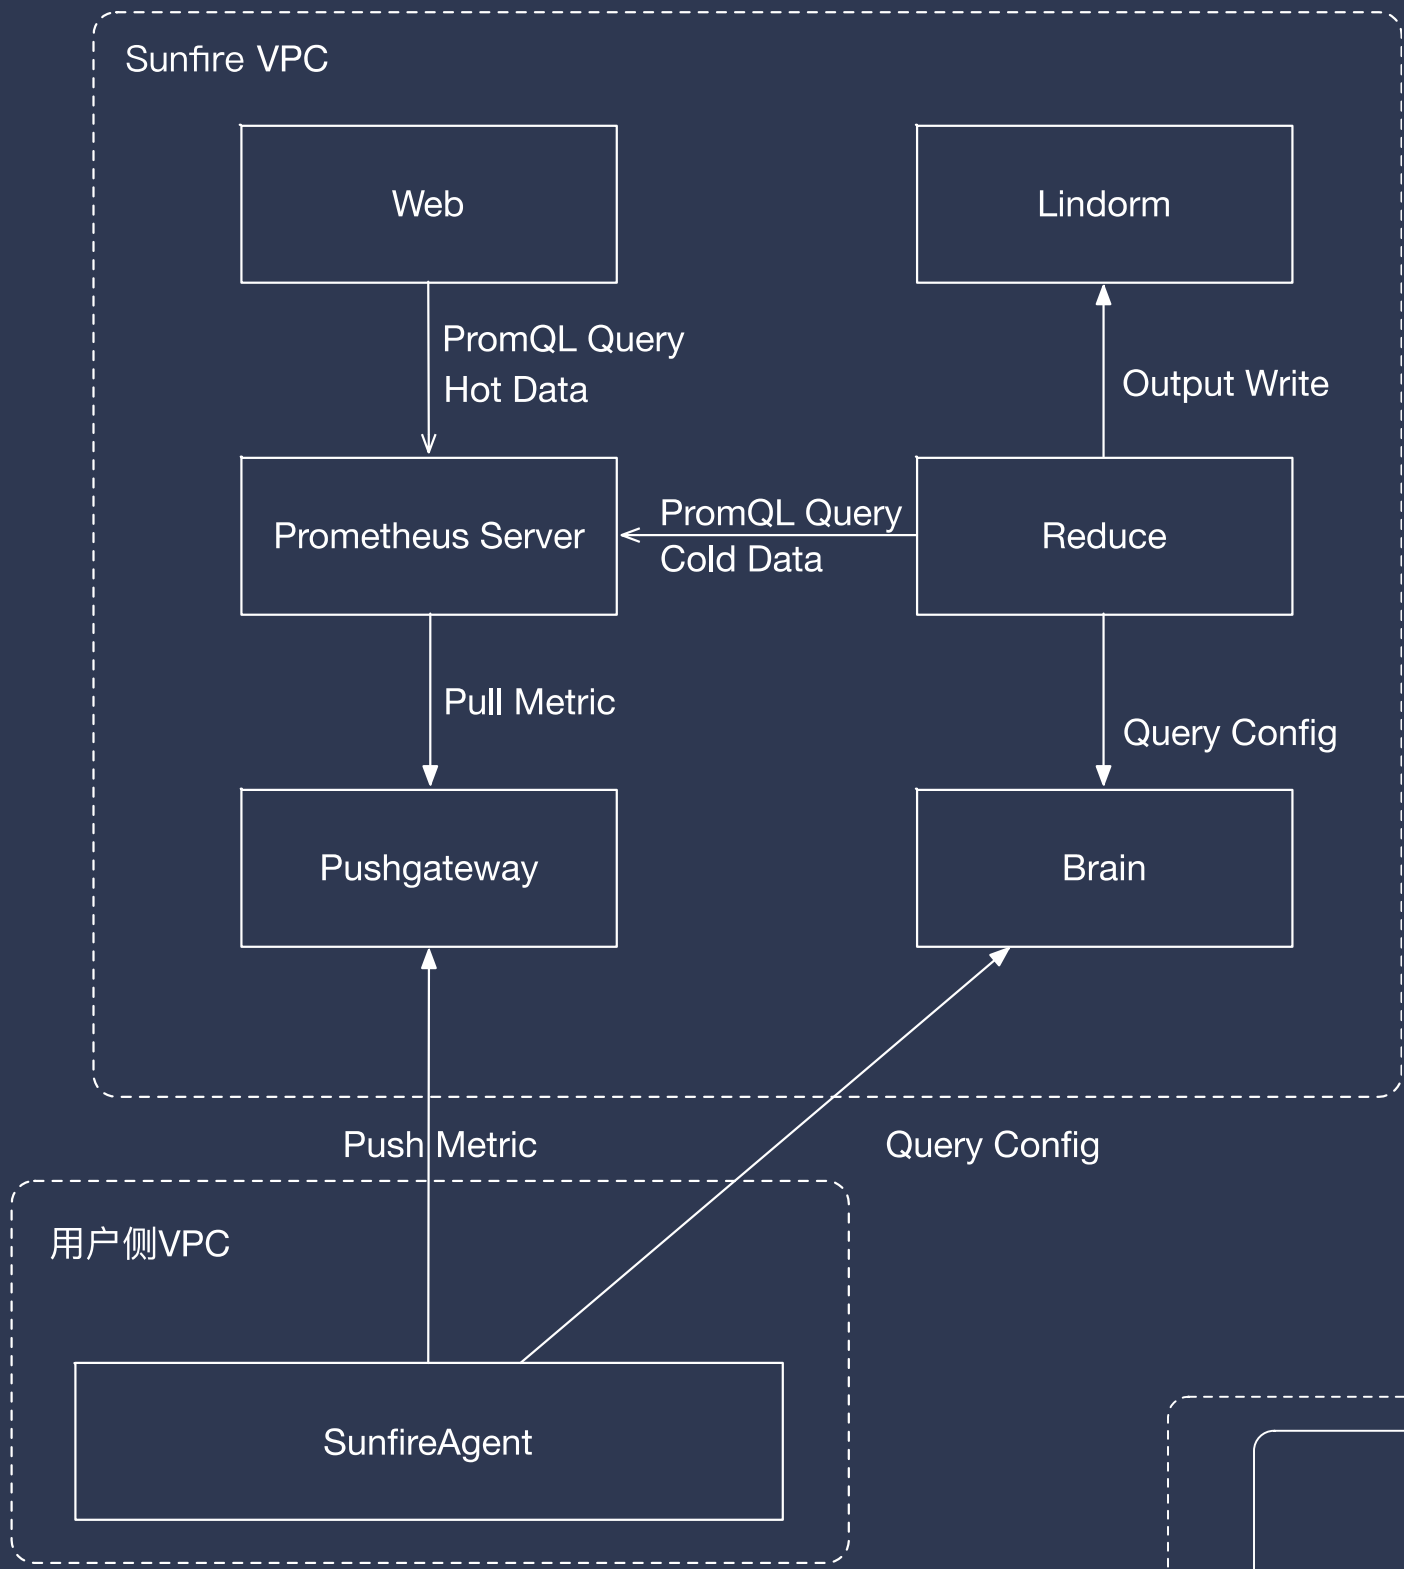 Sunfire VPC
Web
Lindorm
PromQL Query
Hot Data
Output Write
Prometheus Server
PromQL Query
Cold Data
Reduce
Pull Metric
Query Config
Pushgateway
Brain
Push Metric
Query Config
用户侧VPC
SunfireAgent